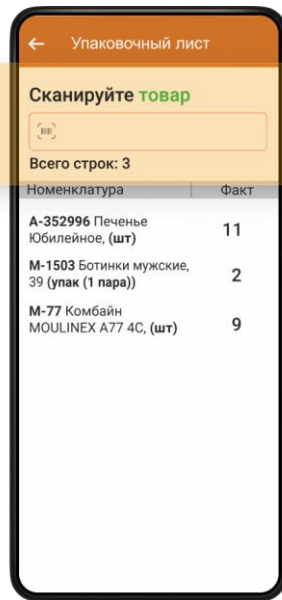 Упаковочный лист
Сканируйте товар
Всего строк: 3
Номенклатура Факт
А-352996 Печенье
Юбилейное, (шт) 11
М-1503 Ботинки мужские,
39 (упак (1 пара)) 2
М-77 Комбайн
MOULINEX A77 4C, (шт) 9